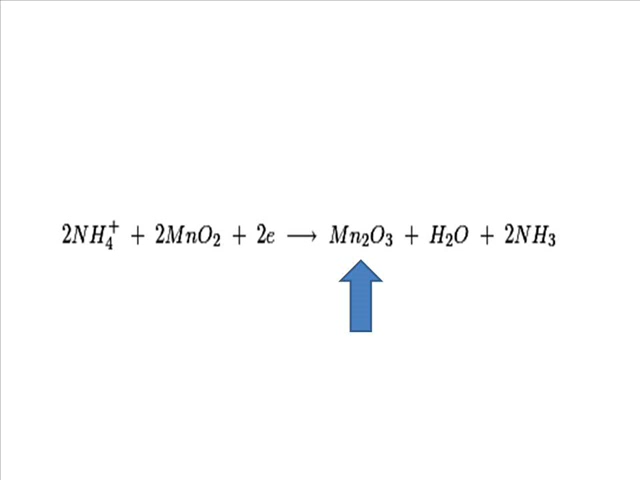 2NH₄⁺ + 2MnO₂ + 2e ⟶ Mn₂O₃ + H₂O + 2NH₃